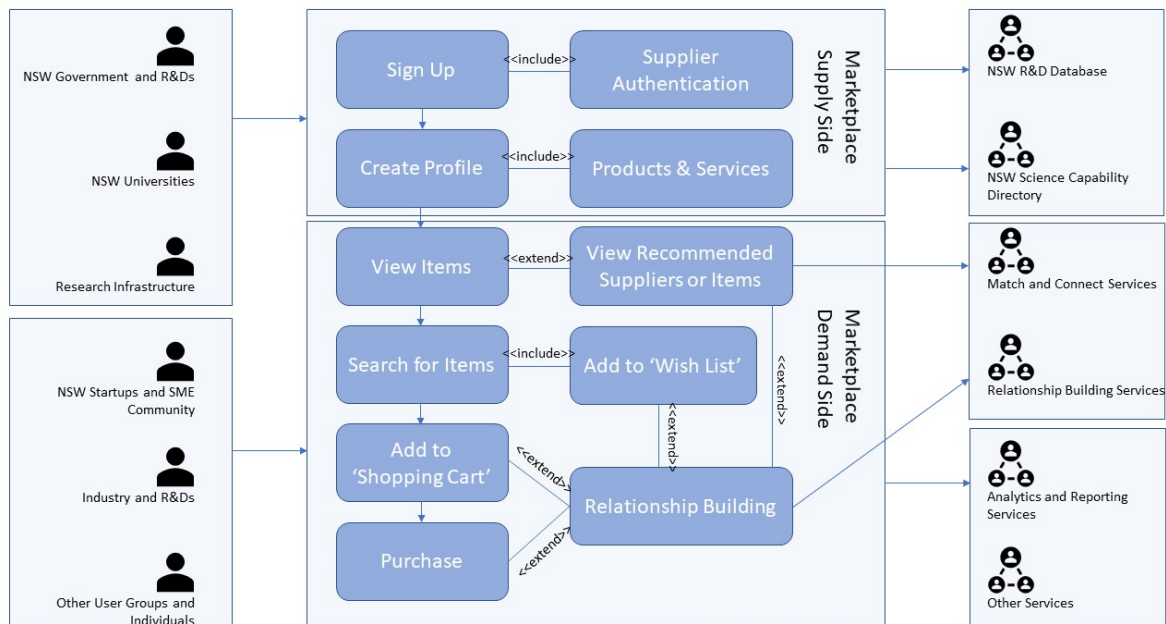 NSW Government and R&Ds
NSW Universities
Research Infrastructure
NSW Startups and SME
Community
Industry and R&Ds
Other User Groups and
Individuals
Sign Up
<<include>>
Supplier
Authentication
Create Profile
<<include>>
Products & Services
Marketplace
Supply Side
View Items
<<extend>>
View Recommended
Suppliers or Items
Search for Items
<<include>>
Add to ‘Wish List’
<<extend>>
<<extend>>
Add to
‘Shopping Cart’
<<extend>>
Relationship Building
Purchase
<<extend>>
Marketplace
Demand Side
NSW R&D Database
NSW Science Capability
Directory
Match and Connect Services
Relationship Building Services
Analytics and Reporting
Services
Other Services